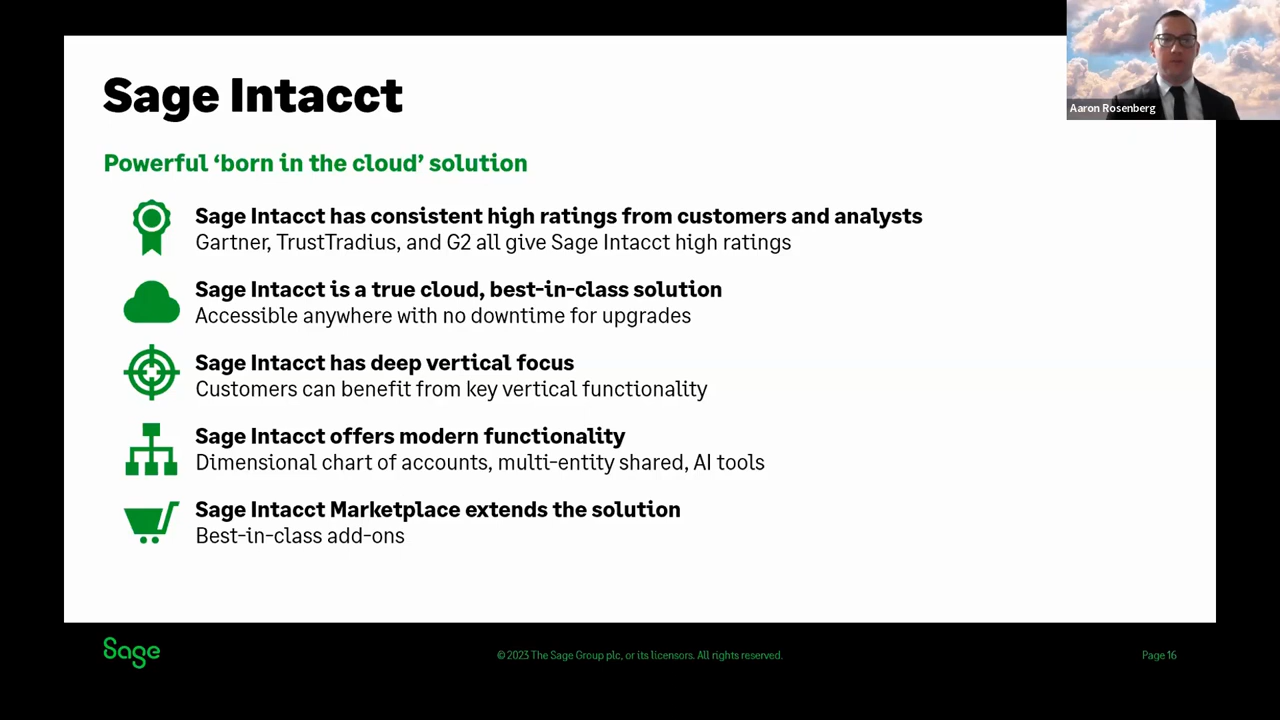 Sage Intacct
Aaron Rosenberg
Powerful ‘born in the cloud’ solution
Sage Intacct has consistent high ratings from customers and analysts
Gartner, TrustTradius, and G2 all give Sage Intacct high ratings
Sage Intacct is a true cloud, best-in-class solution
Accessible anywhere with no downtime for upgrades
Sage Intacct has deep vertical focus
Customers can benefit from key vertical functionality
Sage Intacct offers modern functionality
Dimensional chart of accounts, multi-entity shared, AI tools
Sage Intacct Marketplace extends the solution
Best-in-class add-ons
Sage
©2023 The Sage Group plc, or its licensors. All rights reserved.
Page 16